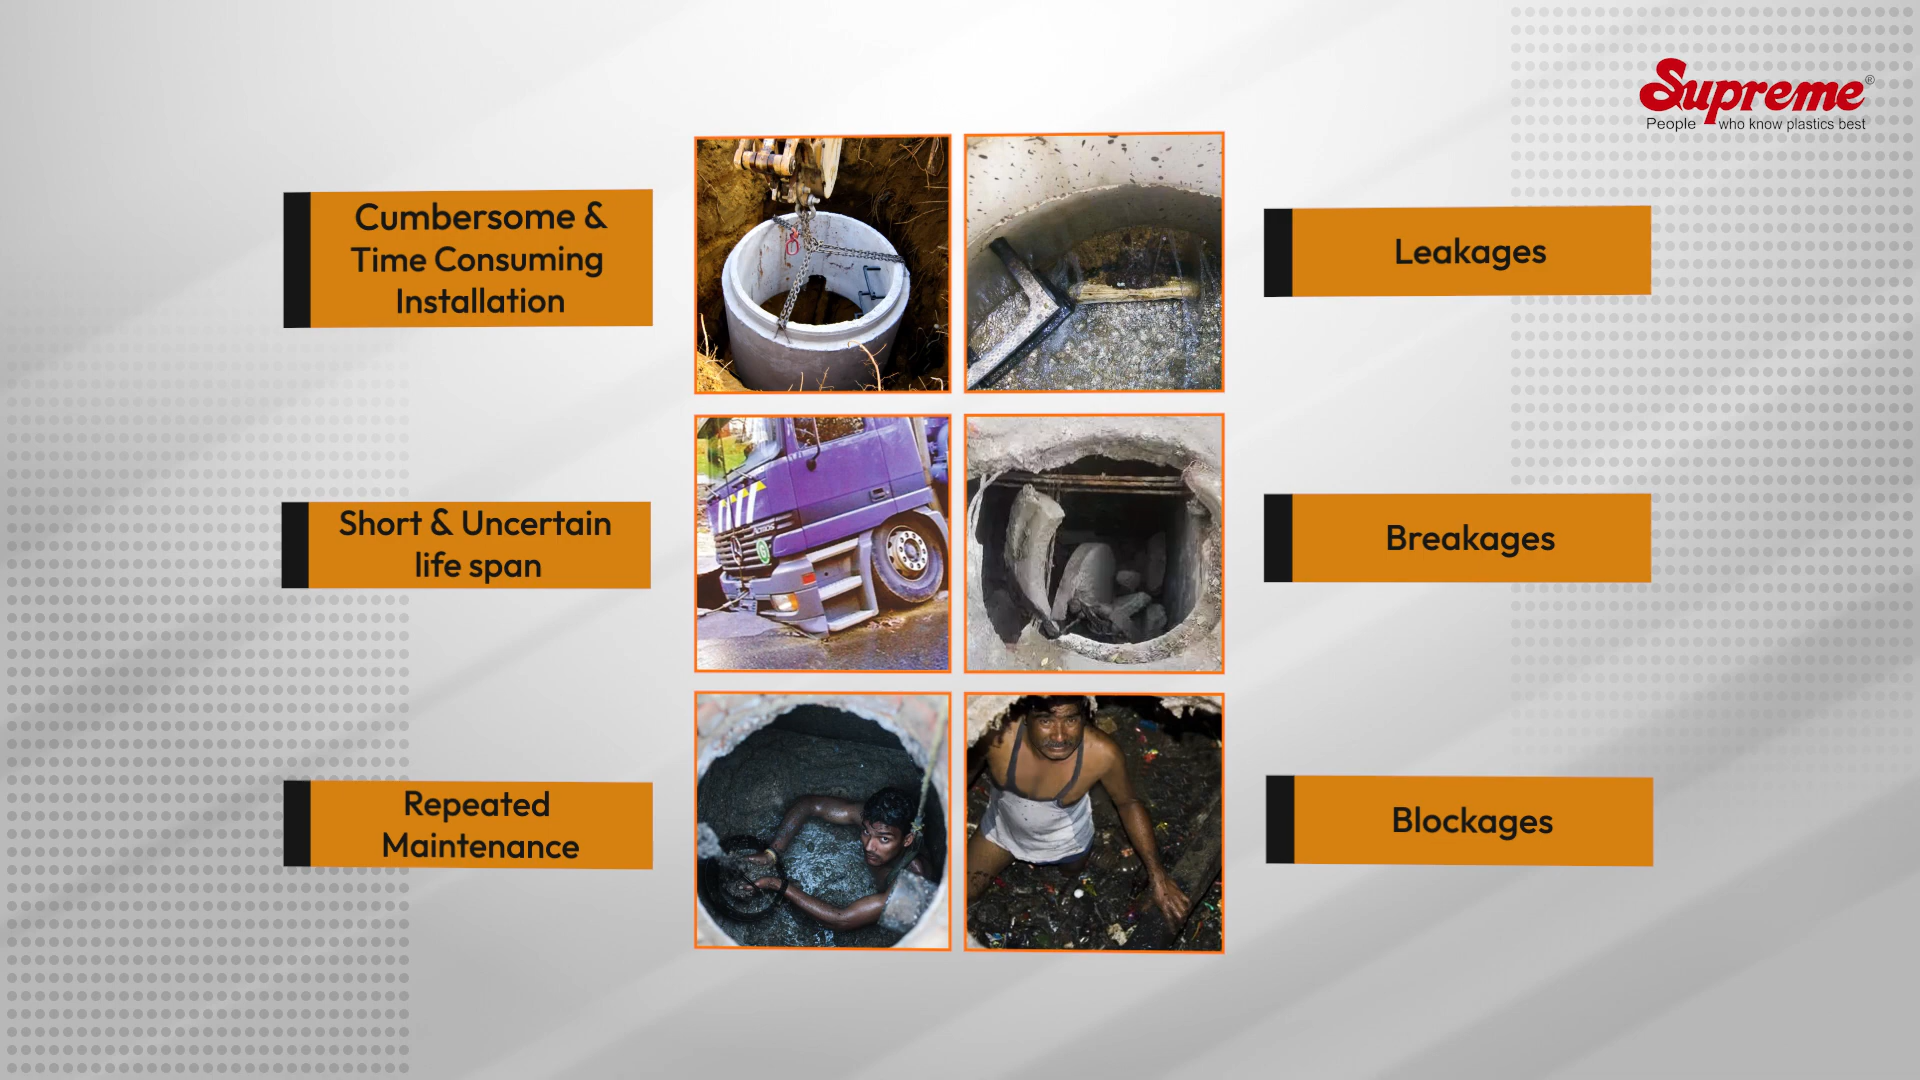 Supreme®
People who know plastics best
Cumbersome &
Time Consuming
Installation
Leakages
Short & Uncertain
life span
Breakages
Repeated
Maintenance
Blockages